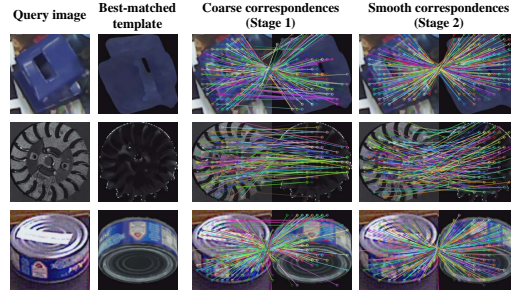 Query image
Best-matched
template
Coarse correspondences
(Stage 1)
Smooth correspondences
(Stage 2)